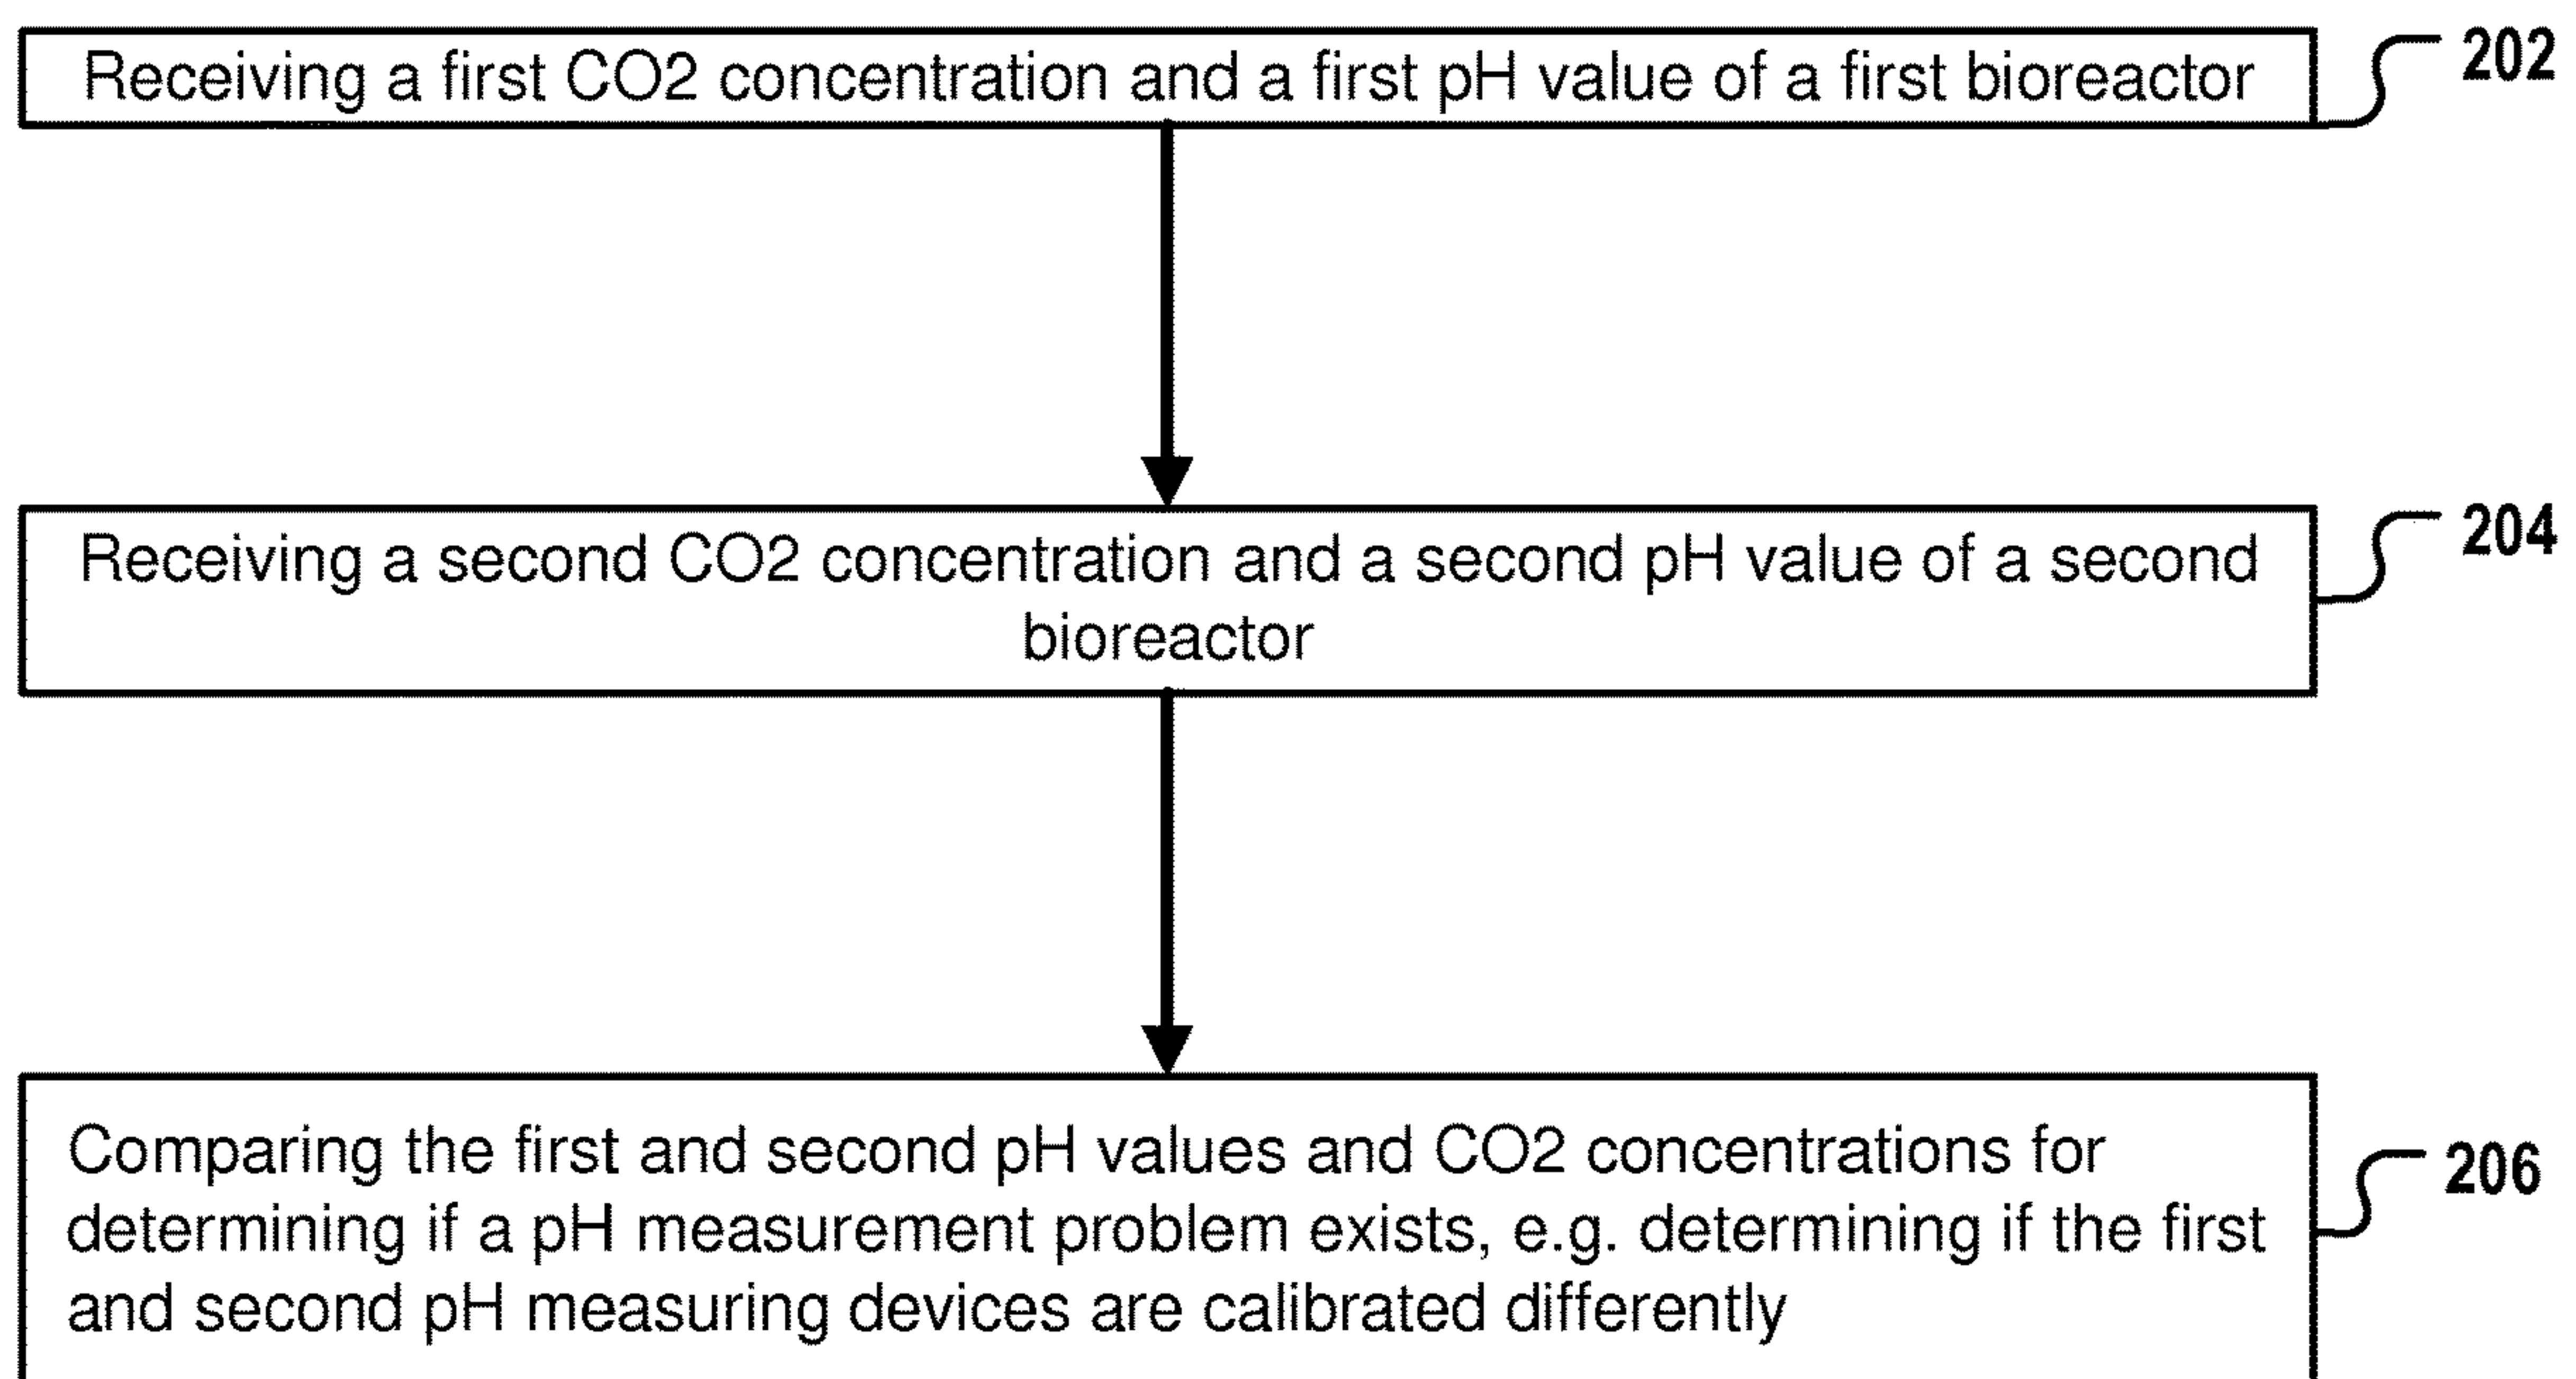 Receiving a first CO2 concentration and a first pH value of a first bioreactor
202
Receiving a second CO2 concentration and a second pH value of a second
bioreactor
204
Comparing the first and second pH values and CO2 concentrations for
determining if a pH measurement problem exists, e.g. determining if the first
and second pH measuring devices are calibrated differently
206